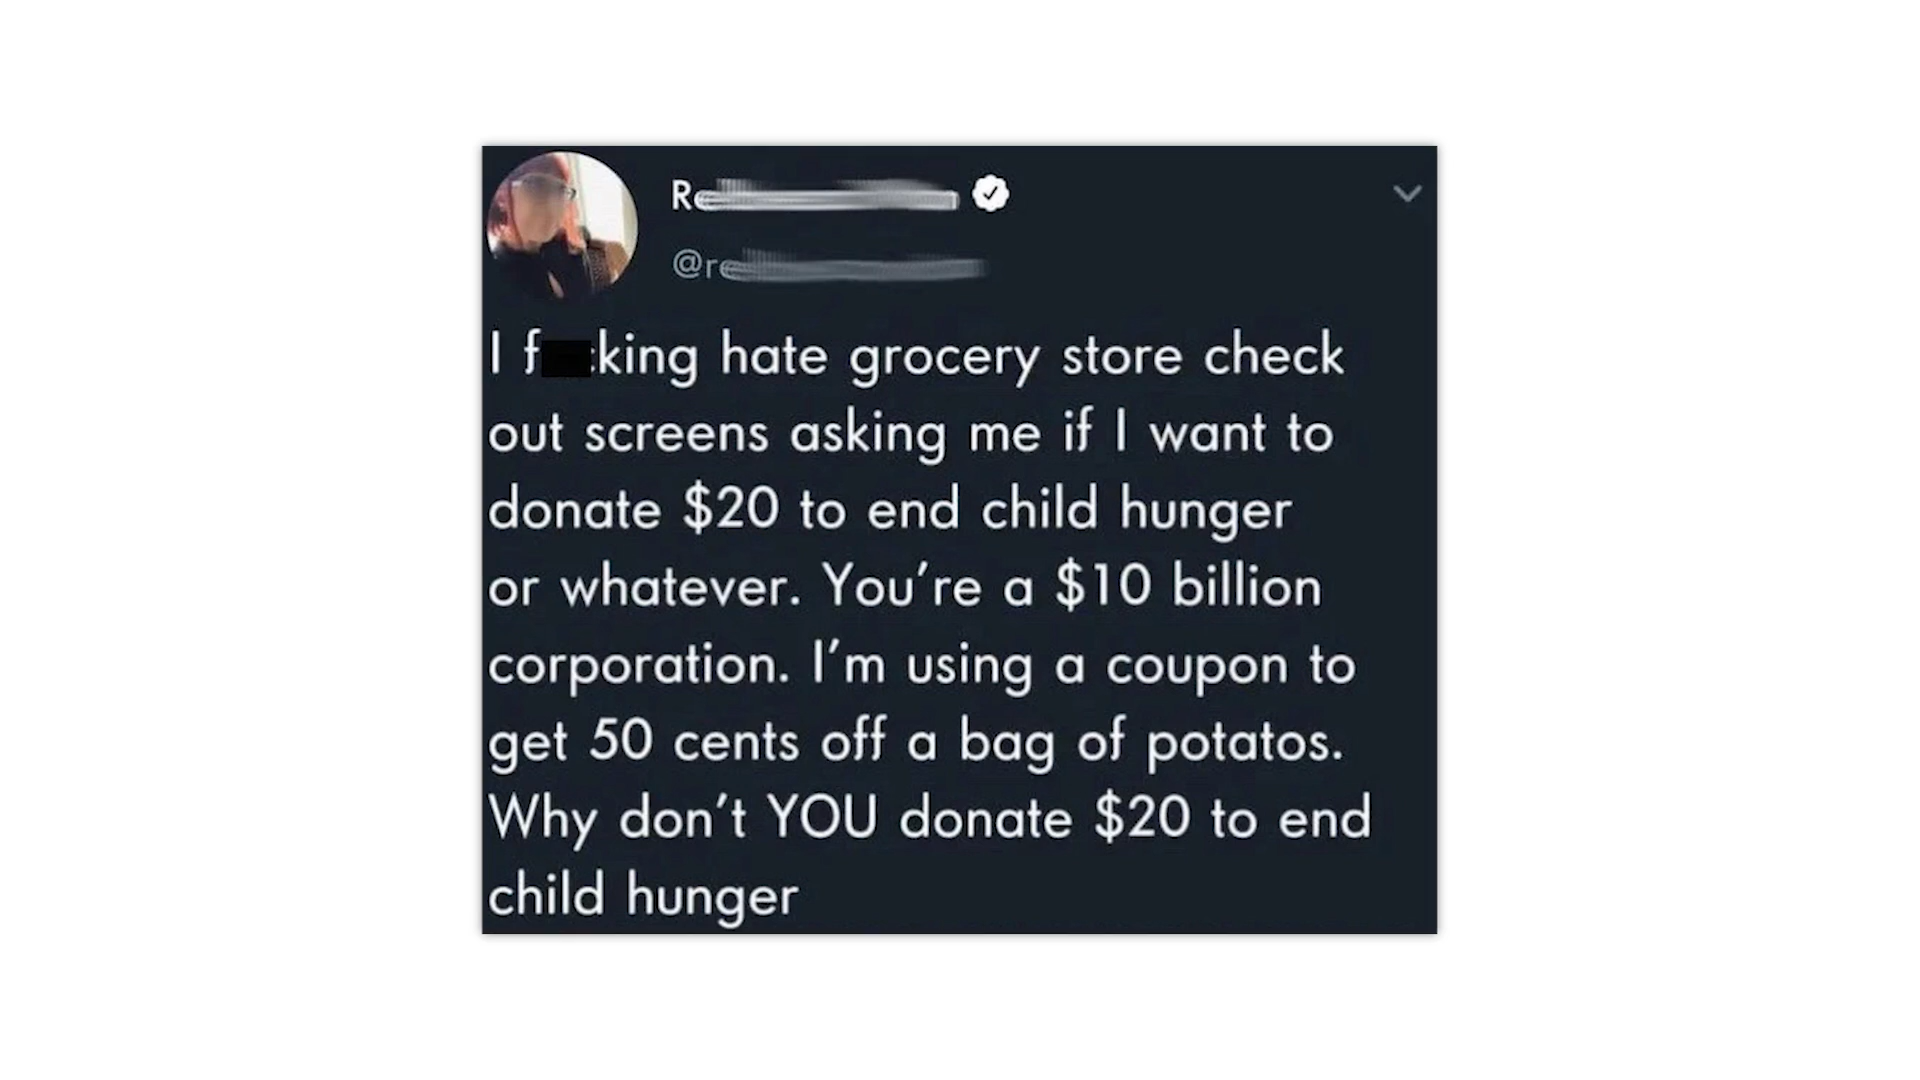 I f king hate grocery store check
out screens asking me if I want to
donate $20 to end child hunger
or whatever. You're a $10 billion
corporation. I'm using a coupon to
get 50 cents off a bag of potatos.
Why don't YOU donate $20 to end
child hunger